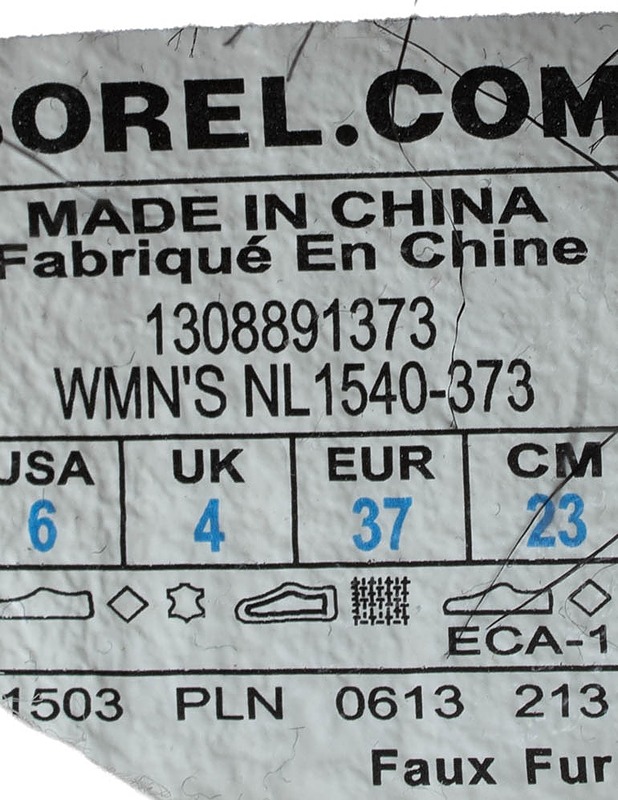 SOREL.COM
MADE IN CHINA
Fabriqué En Chine
1308891373
WMN'S NL1540-373
USA UK EUR CM
6 4 37 23
ECA-1
1503 PLN 0613 213
Faux Fur